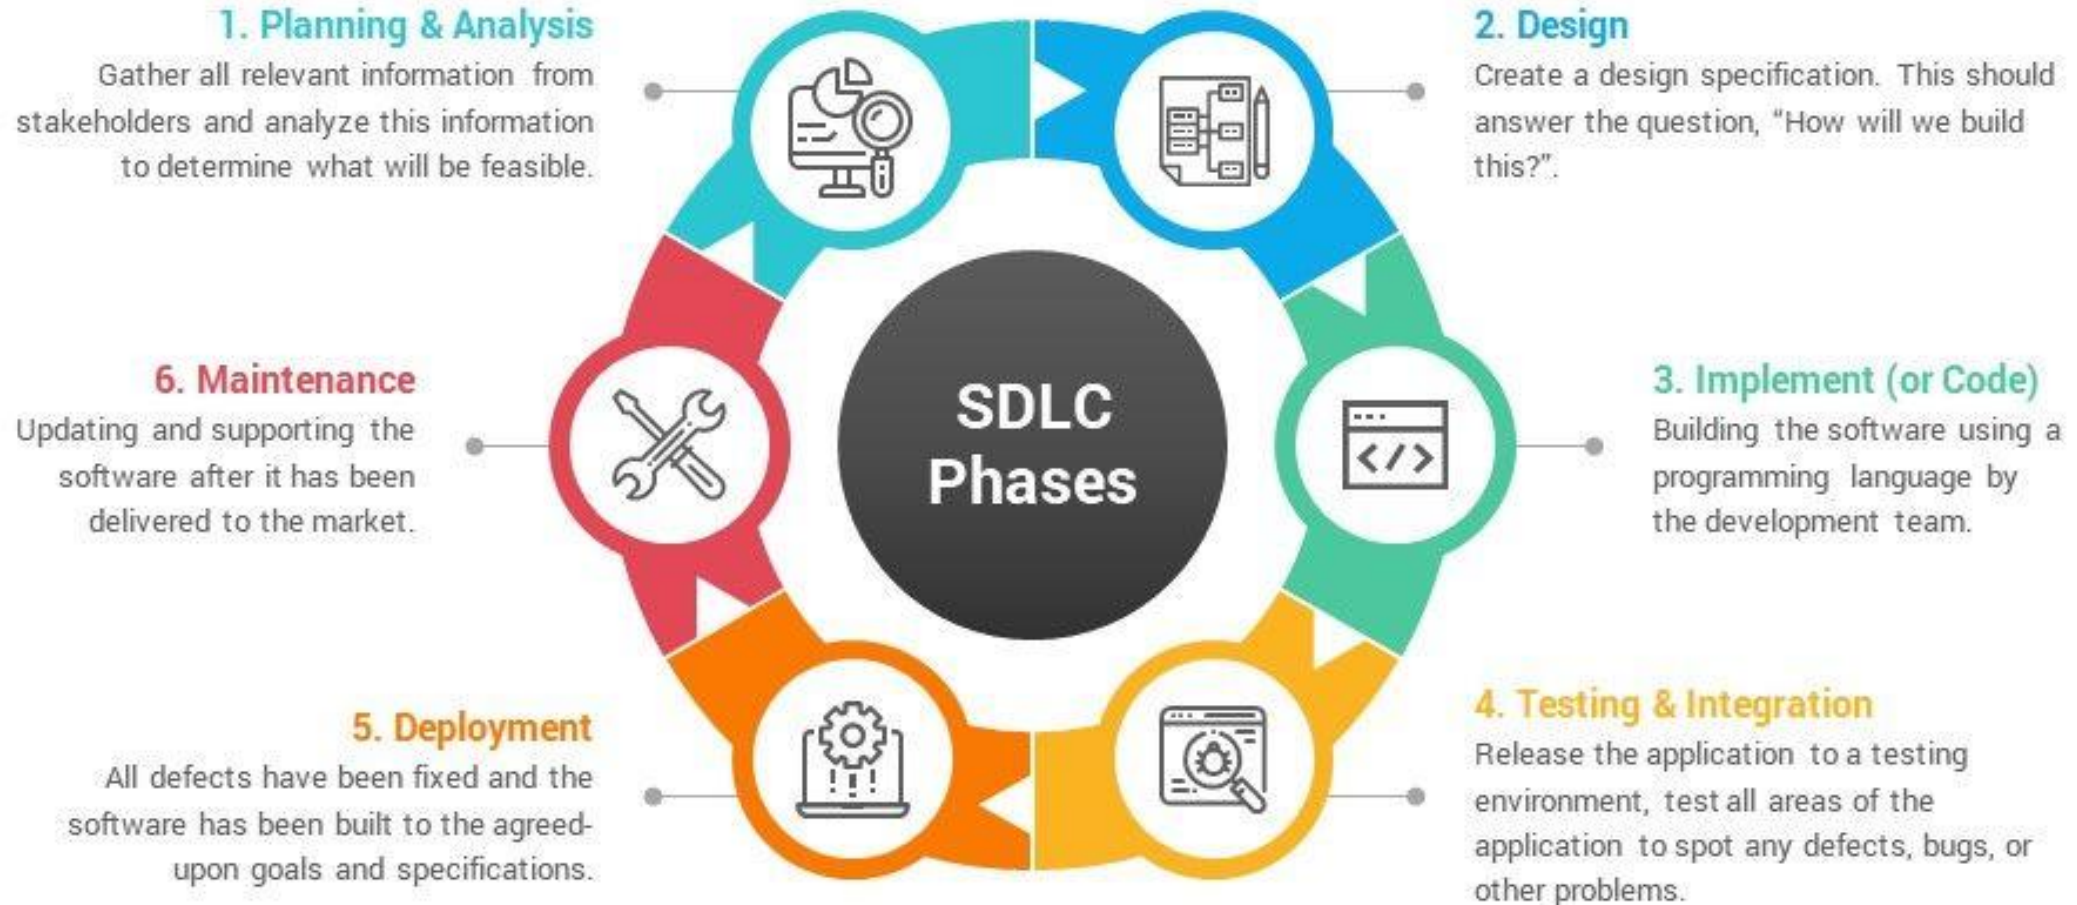 1. Planning & Analysis
Gather all relevant information from
stakeholders and analyze this information
to determine what will be feasible.
2. Design
Create a design specification. This should
answer the question, “How will we build
this?”.
3. Implement (or Code)
Building the software using a
programming language by
the development team.
4. Testing & Integration
Release the application to a testing
environment, test all areas of the
application to spot any defects, bugs, or
other problems.
5. Deployment
All defects have been fixed and the
software has been built to the agreed-
upon goals and specifications.
6. Maintenance
Updating and supporting the
software after it has been
delivered to the market.
SDLC
Phases